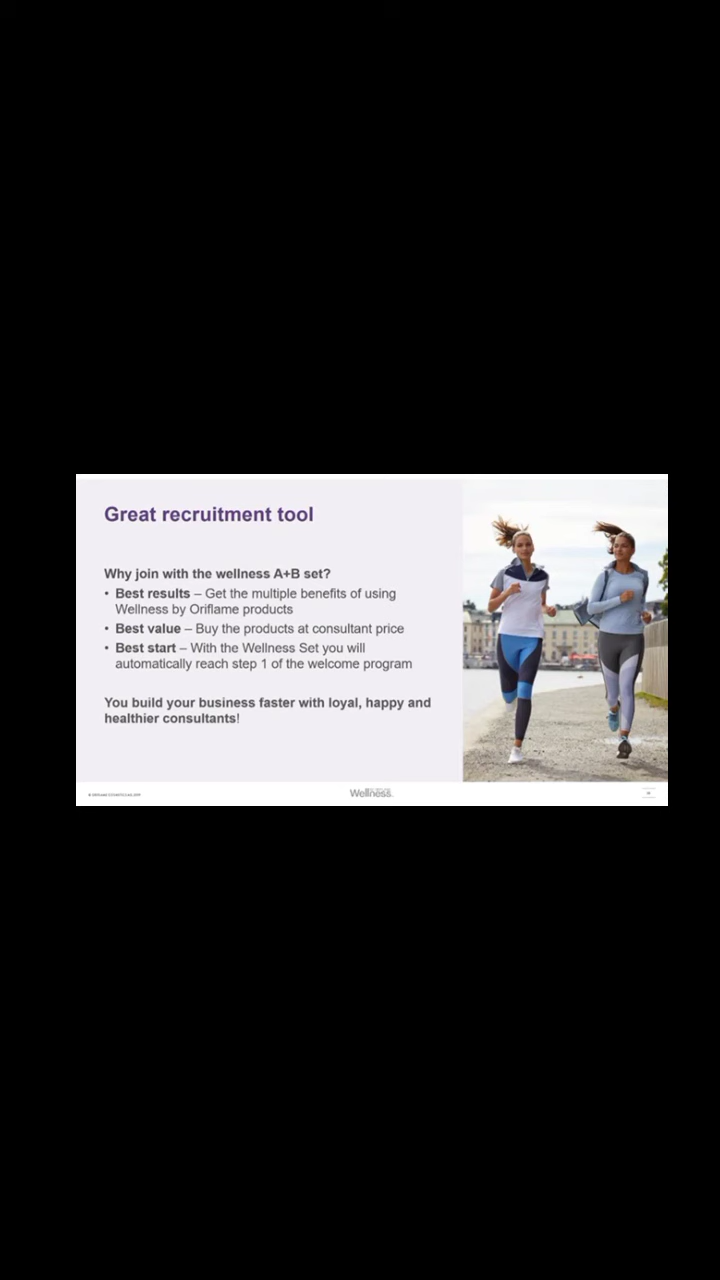 Great recruitment tool
Why join with the wellness A+B set?
• Best results – Get the multiple benefits of using
Wellness by Oriflame products
• Best value – Buy the products at consultant price
• Best start – With the Wellness Set you will
automatically reach step 1 of the welcome program
You build your business faster with loyal, happy and
healthier consultants!
Wellness.